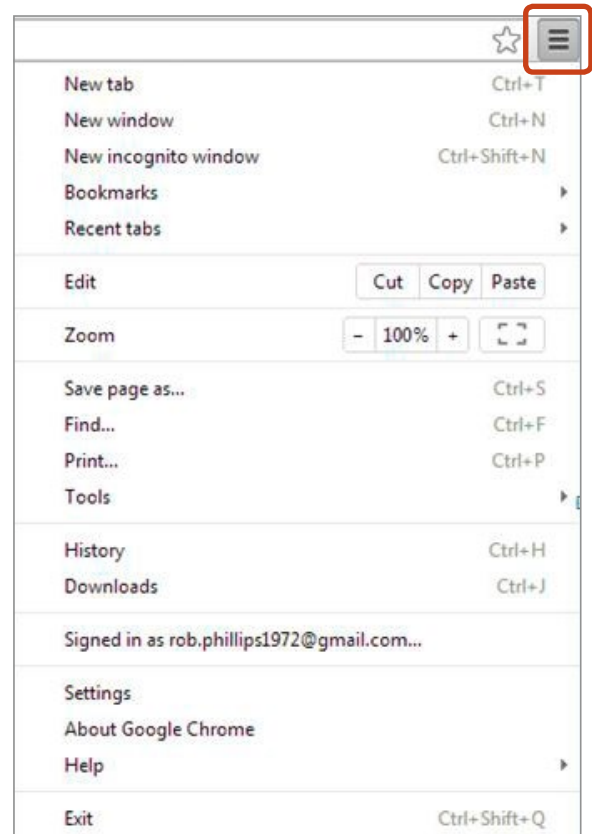 New tab Ctrl+T
New window Ctrl+N
New incognito window Ctrl+Shift+N
Bookmarks
Recent tabs
Edit Cut Copy Paste
Zoom - 100% +
Save page as... Ctrl+S
Find... Ctrl+F
Print... Ctrl+P
Tools
History Ctrl+H
Downloads Ctrl+J
Signed in as rob.phillips1972@gmail.com...
Settings
About Google Chrome
Help
Exit Ctrl+Shift+Q